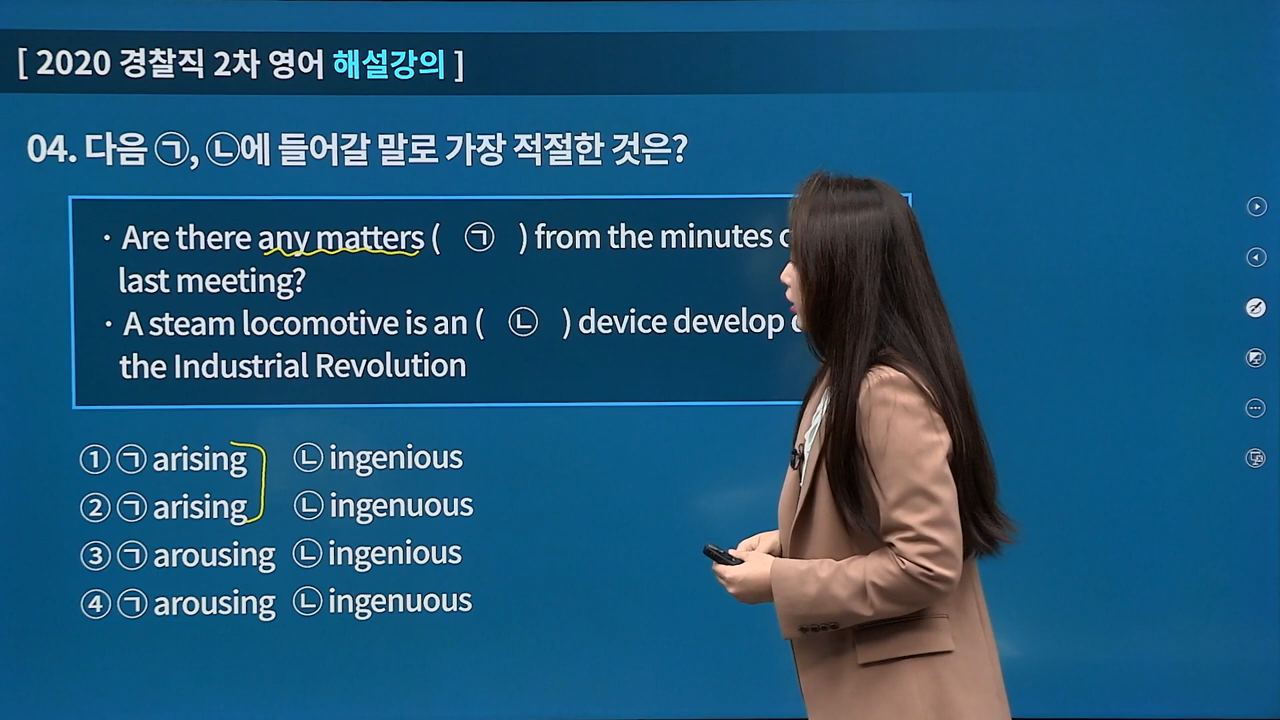 [ 2020 경찰직 2차 영어 해설강의 ]
04. 다음 ㉠, ㉡에 들어갈 말로 가장 적절한 것은?
· Are there any matters ( ㉠ ) from the minutes
last meeting?
· A steam locomotive is an ( ㉡ ) device develop
the Industrial Revolution
① ㉠ arising ㉡ ingenious
② ㉠ arising ㉡ ingenuous
③ ㉠ arousing ㉡ ingenious
④ ㉠ arousing ㉡ ingenuous